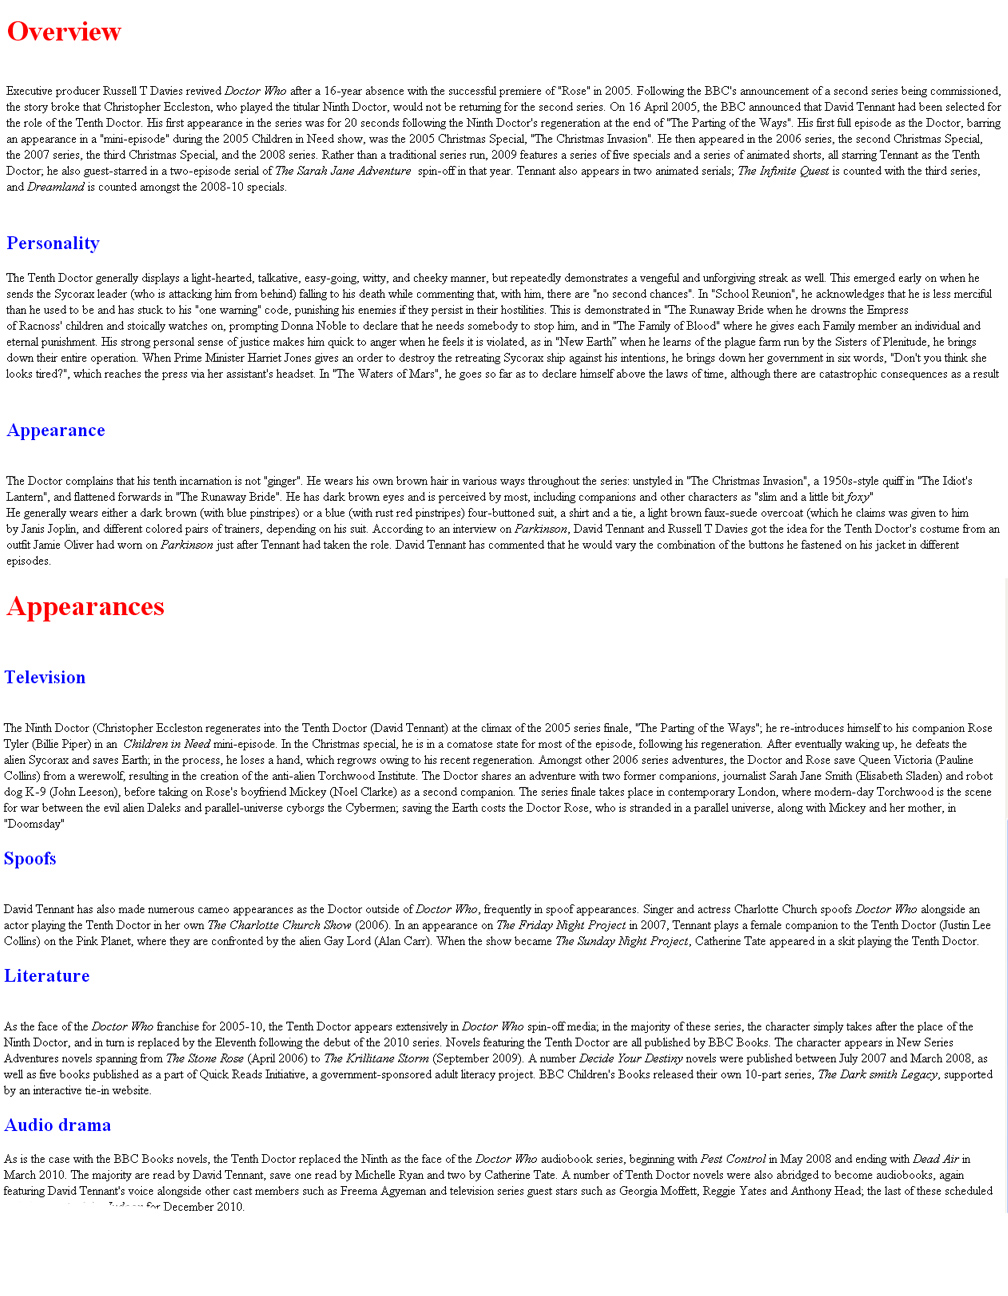 Overview
Executive producer Russell T Davies revived Doctor Who after a 16-year absence with the successful premiere of "Rose" in 2005. Following the BBC's announcement of a second series being commissioned,
the story broke that Christopher Eccleston, who played the titular Ninth Doctor, would not be returning for the second series. On 16 April 2005, the BBC announced that David Tennant had been selected for
the role of the Tenth Doctor. His first appearance in the series was for 20 seconds following the Ninth Doctor's regeneration at the end of "The Parting of the Ways". His first full episode as the Doctor, barring
an appearance in a "mini-episode" during the 2005 Children in Need show, was the 2005 Christmas Special, "The Christmas Invasion". He then appeared in the 2006 series, the second Christmas Special,
the 2007 series, the third Christmas Special, and the 2008 series. Rather than a traditional series run, 2009 features a series of five specials and a series of animated shorts, all starring Tennant as the Tenth
Doctor; he also guest-starred in a two-episode serial of The Sarah Jane Adventure spin-off in that year. Tennant also appears in two animated serials; The Infinite Quest is counted with the third series,
and Dreamland is counted amongst the 2008-10 specials.
Personality
The Tenth Doctor generally displays a light-hearted, talkative, easy-going, witty, and cheeky manner, but repeatedly demonstrates a vengeful and unforgiving streak as well. This emerged early on when he
sends the Sycorax leader (who is attacking him from behind) falling to his death while commenting that, with him, there are "no second chances". In "School Reunion", he acknowledges that he is less merciful
than he used to be and has stuck to his "one warning" code, punishing his enemies if they persist in their hostilities. This is demonstrated in "The Runaway Bride when he drowns the Empress
of Racnoss' children and stoically watches on, prompting Donna Noble to declare that he needs somebody to stop him, and in "The Family of Blood" where he gives each Family member an individual and
eternal punishment. His strong personal sense of justice makes him quick to anger when he feels it is violated, as in "New Earth” when he learns of the plague farm run by the Sisters of Plenitude, he brings
down their entire operation. When Prime Minister Harriet Jones gives an order to destroy the retreating Sycorax ship against his intentions, he brings down her government in six words, "Don't you think she
looks tired?", which reaches the press via her assistant's headset. In "The Waters of Mars", he goes so far as to declare himself above the laws of time, although there are catastrophic consequences as a result
Appearance
The Doctor complains that his tenth incarnation is not "ginger". He wears his own brown hair in various ways throughout the series: unstyled in "The Christmas Invasion", a 1950s-style quiff in "The Idiot's
Lantern", and flattened forwards in "The Runaway Bride". He has dark brown eyes and is perceived by most, including companions and other characters as "slim and a little bit foxy"
He generally wears either a dark brown (with blue pinstripes) or a blue (with rust red pinstripes) four-buttoned suit, a shirt and a tie, a light brown faux-suede overcoat (which he claims was given to him
by Janis Joplin, and different colored pairs of trainers, depending on his suit. According to an interview on Parkinson, David Tennant and Russell T Davies got the idea for the Tenth Doctor's costume from an
outfit Jamie Oliver had worn on Parkinson just after Tennant had taken the role. David Tennant has commented that he would vary the combination of the buttons he fastened on his jacket in different
episodes.
Appearances
Television
The Ninth Doctor (Christopher Eccleston regenerates into the Tenth Doctor (David Tennant) at the climax of the 2005 series finale, "The Parting of the Ways"; he re-introduces himself to his companion Rose
Tyler (Billie Piper) in an Children in Need mini-episode. In the Christmas special, he is in a comatose state for most of the episode, following his regeneration. After eventually waking up, he defeats the
alien Sycorax and saves Earth; in the process, he loses a hand, which regrows owing to his recent regeneration. Amongst other 2006 series adventures, the Doctor and Rose save Queen Victoria (Pauline
Collins) from a werewolf, resulting in the creation of the anti-alien Torchwood Institute. The Doctor shares an adventure with two former companions, journalist Sarah Jane Smith (Elisabeth Sladen) and robot
dog K-9 (John Leeson), before taking on Rose's boyfriend Mickey (Noel Clarke) as a second companion. The series finale takes place in contemporary London, where modern-day Torchwood is the scene
for war between the evil alien Daleks and parallel-universe cyborgs the Cybermen; saving the Earth costs the Doctor Rose, who is stranded in a parallel universe, along with Mickey and her mother, in
"Doomsday"
Spoofs
David Tennant has also made numerous cameo appearances as the Doctor outside of Doctor Who, frequently in spoof appearances. Singer and actress Charlotte Church spoofs Doctor Who alongside an
actor playing the Tenth Doctor in her own The Charlotte Church Show (2006). In an appearance on The Friday Night Project in 2007, Tennant plays a female companion to the Tenth Doctor (Justin Lee
Collins) on the Pink Planet, where they are confronted by the alien Gay Lord (Alan Carr). When the show became The Sunday Night Project, Catherine Tate appeared in a skit playing the Tenth Doctor.
Literature
As the face of the Doctor Who franchise for 2005-10, the Tenth Doctor appears extensively in Doctor Who spin-off media; in the majority of these series, the character simply takes after the place of the
Ninth Doctor, and in turn is replaced by the Eleventh following the debut of the 2010 series. Novels featuring the Tenth Doctor are all published by BBC Books. The character appears in New Series
Adventures novels spanning from The Stone Rose (April 2006) to The Krillitane Storm (September 2009). A number Decide Your Destiny novels were published between July 2007 and March 2008, as
well as five books published as a part of Quick Reads Initiative, a government-sponsored adult literacy project. BBC Children's Books released their own 10-part series, The Dark smith Legacy, supported
by an interactive tie-in website.
Audio drama
As is the case with the BBC Books novels, the Tenth Doctor replaced the Ninth as the face of the Doctor Who audiobook series, beginning with Pest Control in May 2008 and ending with Dead Air in
March 2010. The majority are read by David Tennant, save one read by Michelle Ryan and two by Catherine Tate. A number of Tenth Doctor novels were also abridged to become audiobooks, again
featuring David Tennant's voice alongside other cast members such as Freema Agyeman and television series guest stars such as Georgia Moffett, Reggie Yates and Anthony Head; the last of these scheduled
for December 2010.